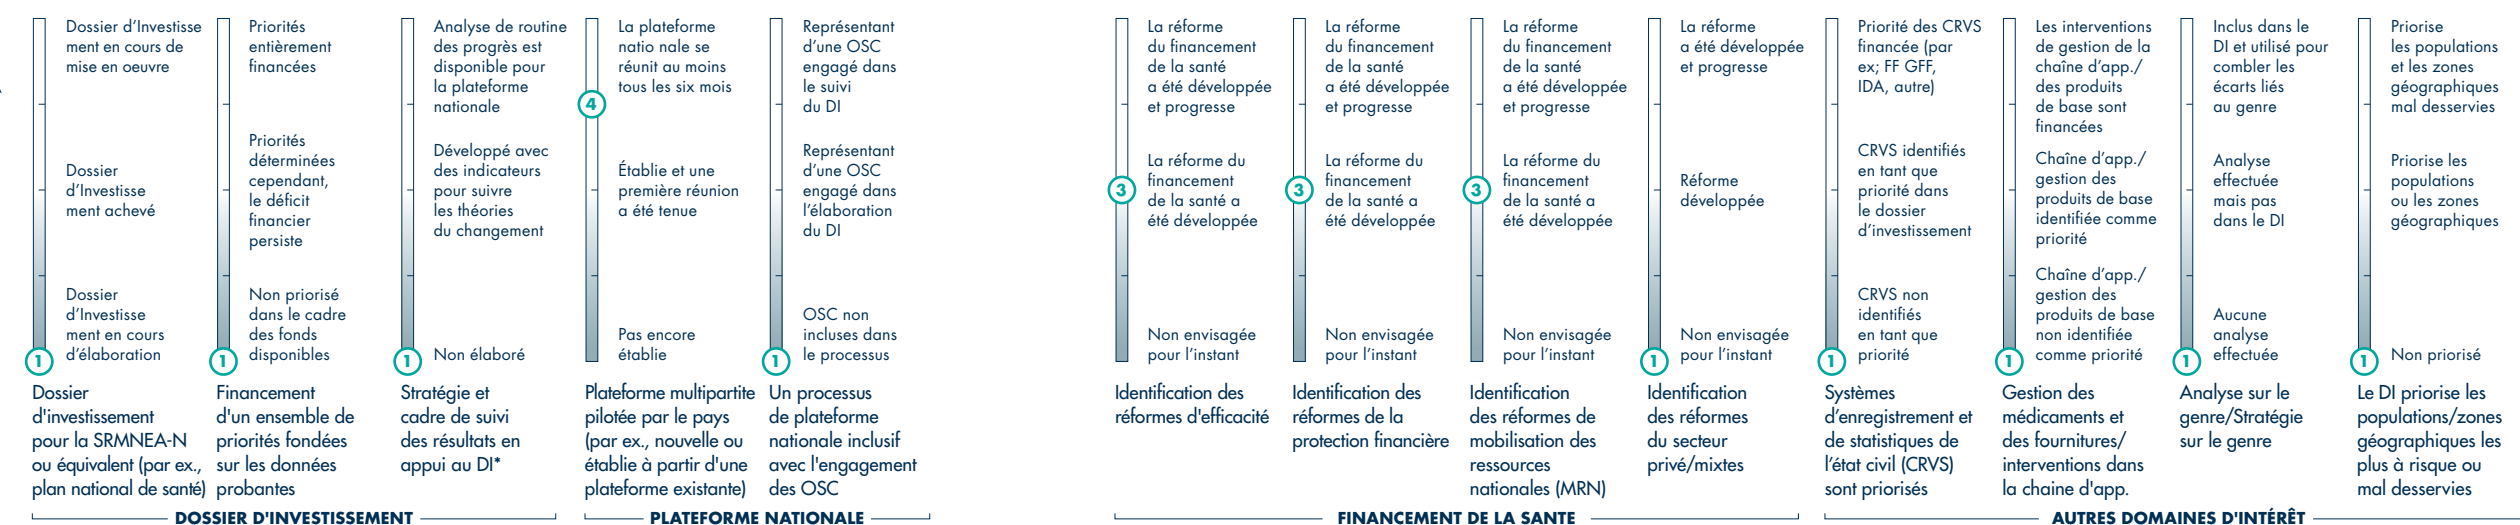 Dossier d'Investisse
ment en cours de
mise en oeuvre
Dossier
d'Investisse
ment achevé
Dossier
d'Investisse
ment en cours
d'élaboration
1
Dossier
d'investissement
pour la SRMNEA-N
ou équivalent (par ex.,
plan national de santé)
Priorités
entièrement
financées
Priorités
déterminées
cependant,
le déficit
financier
persiste
Non priorisé
dans le cadre
des fonds
disponibles
1
Financement
d'un ensemble de
priorités fondées
sur les données
probantes
Analyse de routine
des progrès est
disponible pour
la plateforme
nationale
Développé avec
des indicateurs
pour suivre
les théories
du changement
Non élaboré
1
Stratégie et
cadre de suivi
des résultats en
appui au DI*
DOSSIER D'INVESTISSEMENT
La plateforme
natio nale se
réunit au moins
tous les six mois
4
Établie et une
première réunion
a été tenue
Pas encore
établie
Plateforme multipartite
pilotée par le pays
(par ex., nouvelle ou
établie à partir d'une
plateforme existante)
Représentant
d'une OSC
engagé dans
le suivi
du DI
Représentant
d'une OSC
engagé dans
l'élaboration
du DI
OSC non
incluses dans
le processus
1
Un processus
de plateforme
nationale inclusif
avec l'engagement
des OSC
PLATEFORME NATIONALE
La réforme
du financement
de la santé
a été développée
et progresse
La réforme du
financement
de la santé a
été développée
3
Non envisagée
pour l'instant
Identification des
réformes d'efficacité
La réforme
du financement
de la santé
a été développée
et progresse
La réforme du
financement
de la santé a
été développée
3
Non envisagée
pour l'instant
Identification des
réformes de la
protection financière
La réforme
du financement
de la santé
a été développée
et progresse
La réforme du
financement
de la santé a
été développée
3
Non envisagée
pour l'instant
Identification
des réformes de
mobilisation des
ressources
nationales (MRN)
La réforme
a été développée
et progresse
Réforme
développée
Non envisagée
pour l'instant
1
Identification
des réformes
du secteur
privé/mixtes
FINANCEMENT DE LA SANTE
Priorité des CRVS
financée (par
ex; FF GFF,
IDA, autre)
CRVS identifiés
en tant que
priorité dans
le dossier
d'investissement
CRVS non
identifiés
en tant que
priorité
1
Systèmes
d'enregistrement et
de statistiques de
l'état civil (CRVS)
sont priorisés
Les interventions
de gestion de la
chaîne d'app./
des produits
de base sont
financées
Chaîne d'app./
gestion des
produits de base
identifiée comme
priorité
Chaîne d'app./
gestion des
produits de base
non identifiée
comme priorité
1
Gestion des
médicaments et
des fournitures/
interventions dans
la chaine d'app.
Inclus dans le
DI et utilisé pour
combler les
écarts liés
au genre
Analyse
effectuée
mais pas
dans le DI
Aucune
analyse
effectuée
1
Analyse sur le
genre/Stratégie
sur le genre
Priorise
les populations
et les zones
géographiques
mal desservies
Priorise les
populations
ou les zones
géographiques
Non priorisé
1
Le DI priorise les
populations/zones
géographiques les
plus à risque ou
mal desservies
AUTRES DOMAINES D'INTÉRÊT